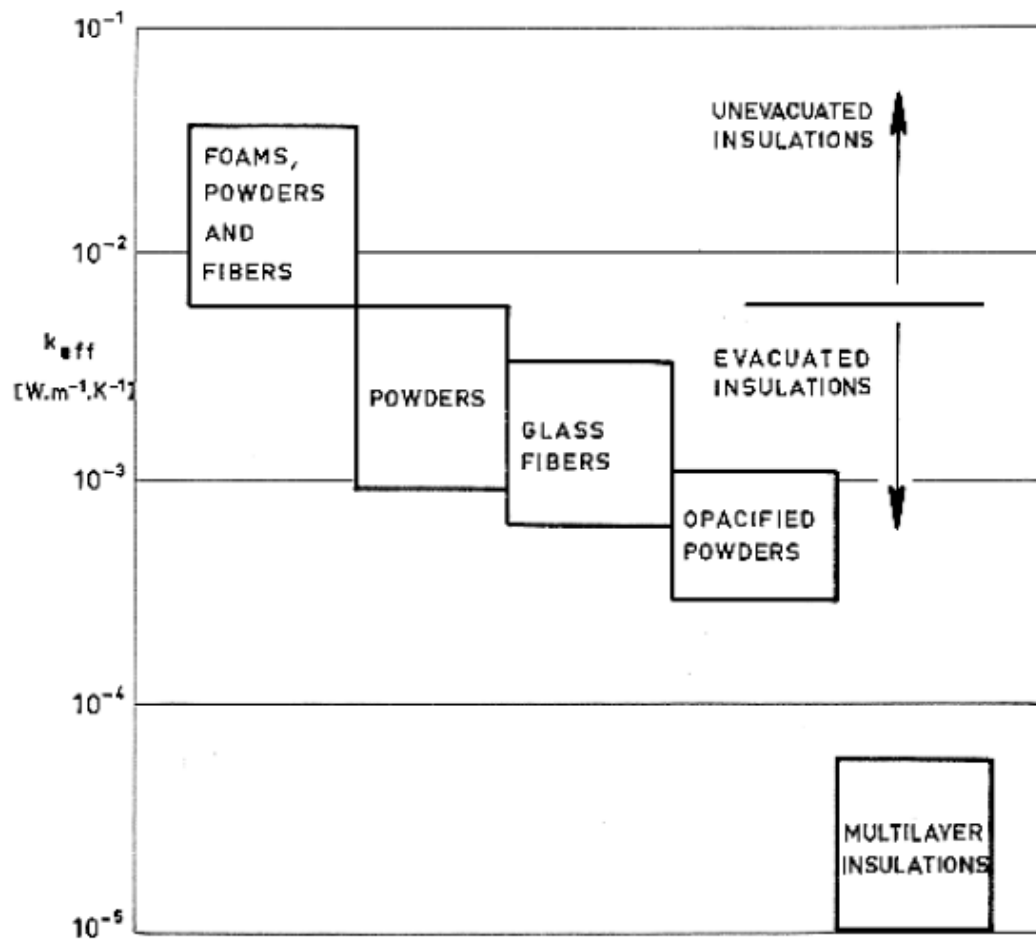 10⁻¹
UNEVACUATED
INSULATIONS
FOAMS,
POWDERS
AND
FIBERS
10⁻²
k eff
[W.m⁻¹.K⁻¹]
EVACUATED
INSULATIONS
POWDERS
GLASS
FIBERS
10⁻³
OPACIFIED
POWDERS
10⁻⁴
MULTILAYER
INSULATIONS
10⁻⁵